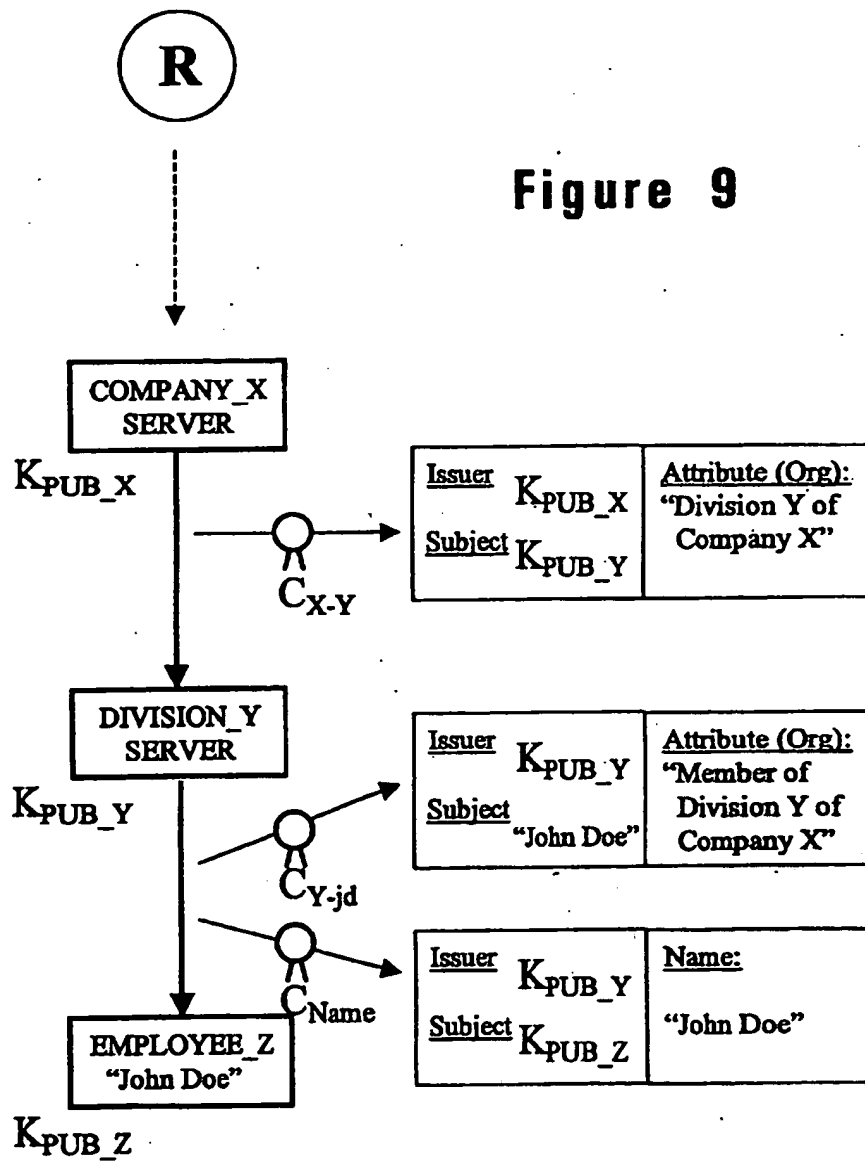 R
Figure 9
COMPANY_X
SERVER
KPUB_X
Issuer KPUB_X
Subject KPUB_Y
Attribute (Org):
“Division Y of
Company X”
CX-Y
DIVISION_Y
SERVER
KPUB_Y
Issuer KPUB_Y
Subject “John Doe”
Attribute (Org):
“Member of
Division Y of
Company X”
CY-jd
CName
Issuer KPUB_Y
Subject KPUB_Z
Name:
“John Doe”
EMPLOYEE_Z
“John Doe”
KPUB_Z